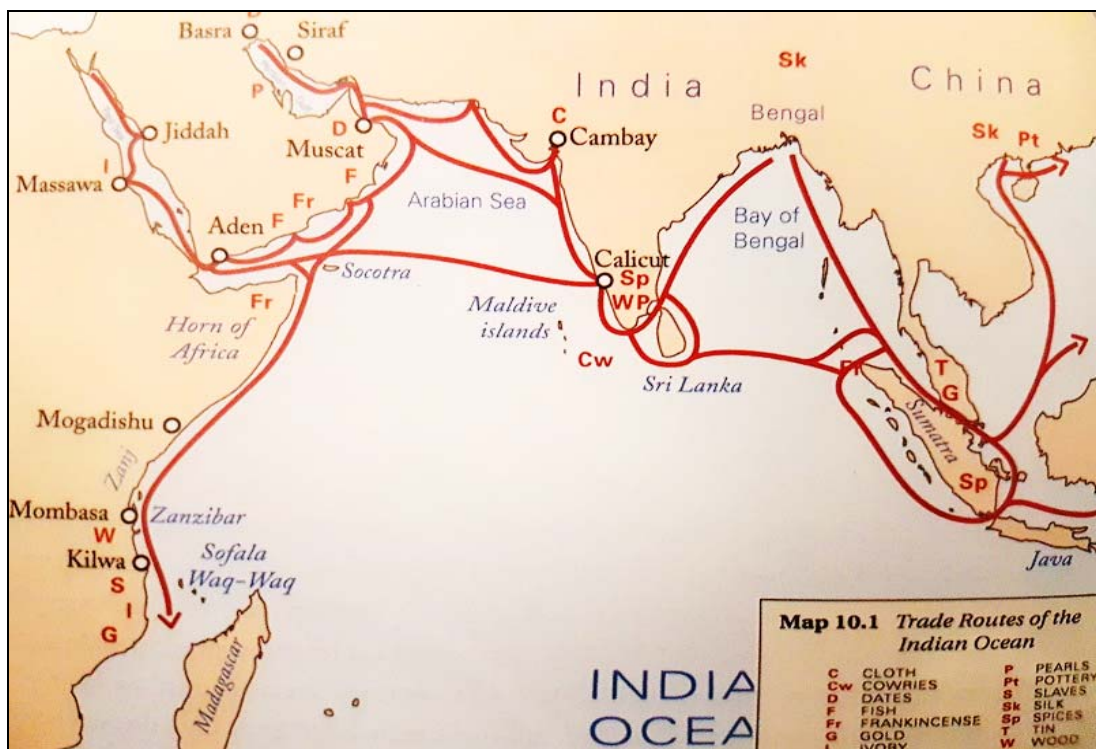 D
Basra
Siraf
P
D
Muscat
F
Jiddah
I
Massawa
Aden
F
Fr
Fr
Socotra
Horn of
Africa
Arabian Sea
India
C
Cambay
Sk
Bengal
Bay of
Bengal
China
Sk
Pt
Calicut
Sp
W P
Maldive
islands
Cw
Sri Lanka
Fr
T
G
Sumatra
Sp
Java
Mogadishu
Zanj
Mombasa
Zanzibar
W
Kilwa
Sofala
Waq-Waq
S
I
G
Madagascar
INDIA
OCEA
Map 10.1 Trade Routes of the
Indian Ocean
C CLOTH
Cw COWRIES
D DATES
F FISH
Fr FRANKINCENSE
G GOLD
I IVORY
P PEARLS
Pt POTTERY
S SLAVES
Sk SILK
Sp SPICES
T TIN
W WOOD